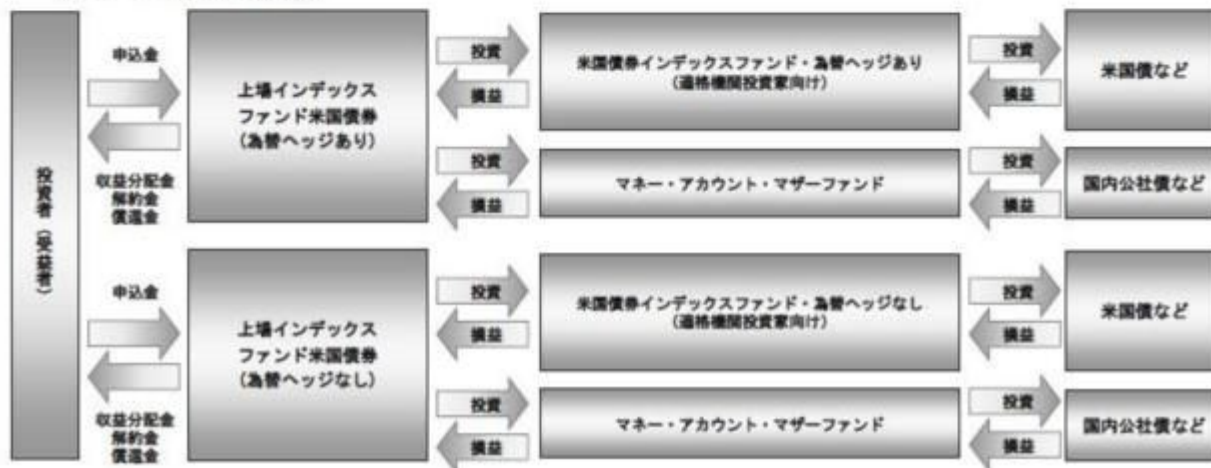 投資者（受益者）
申込金
収益分配金
解約金
償還金
上場インデックス
ファンド米国債券
(為替ヘッジあり)
投資
損益
米国債券インデックスファンド・為替ヘッジあり
(適格機関投資家向け)
投資
損益
米国債など
投資
損益
マネー・アカウント・マザーファンド
投資
損益
国内公社債など
申込金
収益分配金
解約金
償還金
上場インデックス
ファンド米国債券
(為替ヘッジなし)
投資
損益
米国債券インデックスファンド・為替ヘッジなし
(適格機関投資家向け)
投資
損益
米国債など
投資
損益
マネー・アカウント・マザーファンド
投資
損益
国内公社債など